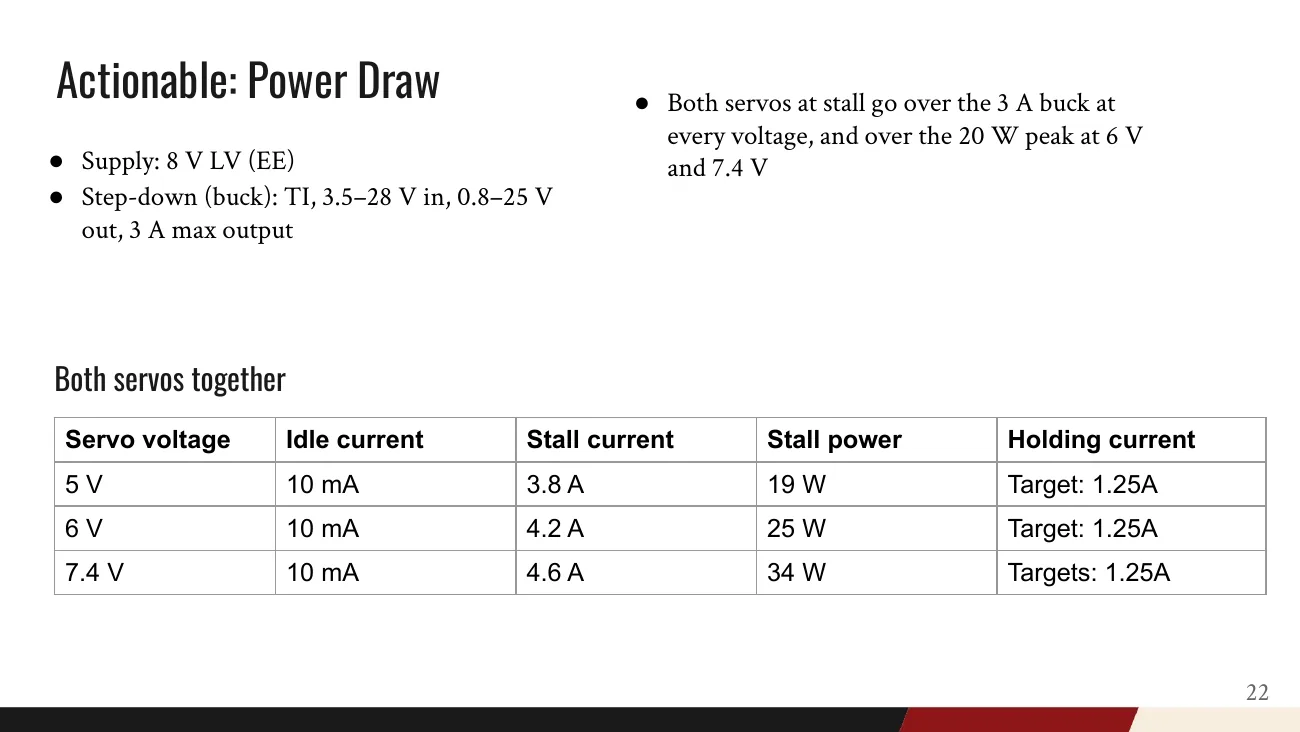 Actionable: Power Draw
● Supply: 8 V LV (EE)
● Step-down (buck): TI, 3.5–28 V in, 0.8–25 V
out, 3 A max output
● Both servos at stall go over the 3 A buck at
every voltage, and over the 20 W peak at 6 V
and 7.4 V
Both servos together
Servo voltage Idle current Stall current Stall power Holding current
5 V 10 mA 3.8 A 19 W Target: 1.25A
6 V 10 mA 4.2 A 25 W Target: 1.25A
7.4 V 10 mA 4.6 A 34 W Targets: 1.25A
22